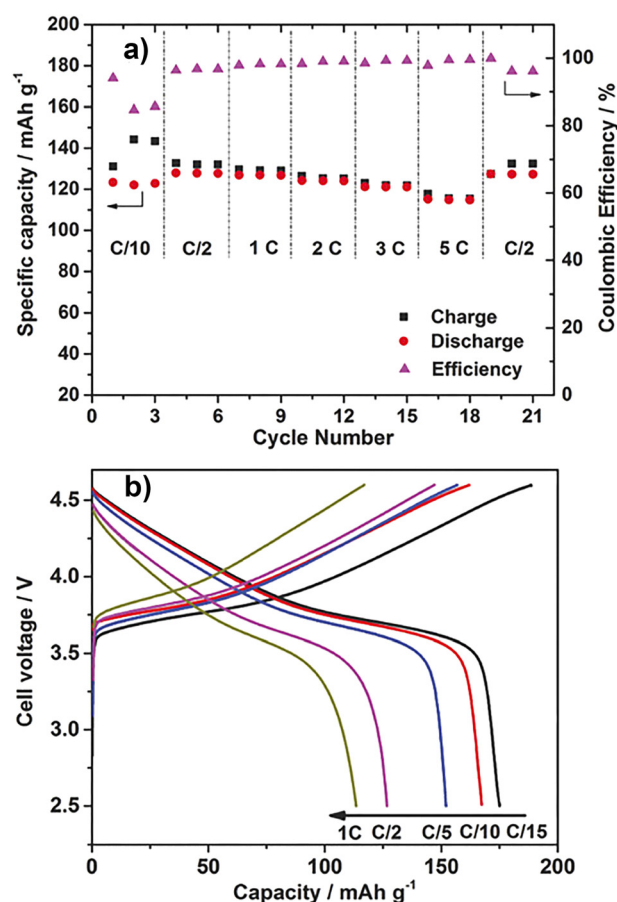 a)
200
180
160
140
120
100
80
60
40
20
Specific capacity / mAh g⁻¹
100
80
60
40
20
0
Coulombic Efficiency / %
C/10 C/2 1 C 2 C 3 C 5 C C/2
Charge
Discharge
Efficiency
0 3 6 9 12 15 18 21
Cycle Number
b)
4.5
4.0
3.5
3.0
2.5
Cell voltage / V
1C C/2 C/5 C/10 C/15
0 50 100 150 200
Capacity / mAh g⁻¹